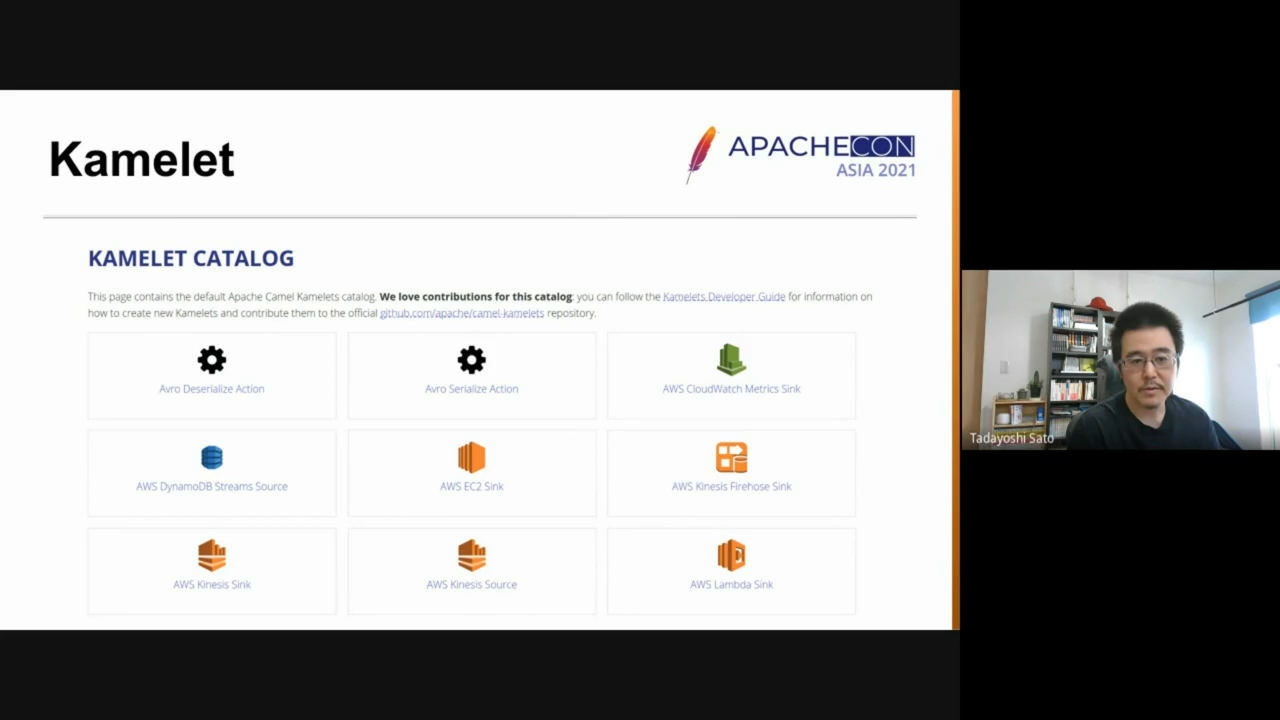 Kamelet
APACHECON
ASIA 2021
KAMELET CATALOG
This page contains the default Apache Camel Kamelets catalog. We love contributions for this catalog: you can follow the Kamelets Developer Guide for information on
how to create new Kamelets and contribute them to the official github.com/apache/camel-kamelets repository.
Avro Deserialize Action
Avro Serialize Action
AWS CloudWatch Metrics Sink
AWS DynamoDB Streams Source
AWS EC2 Sink
AWS Kinesis Firehose Sink
AWS Kinesis Sink
AWS Kinesis Source
AWS Lambda Sink
Tadayoshi Sato